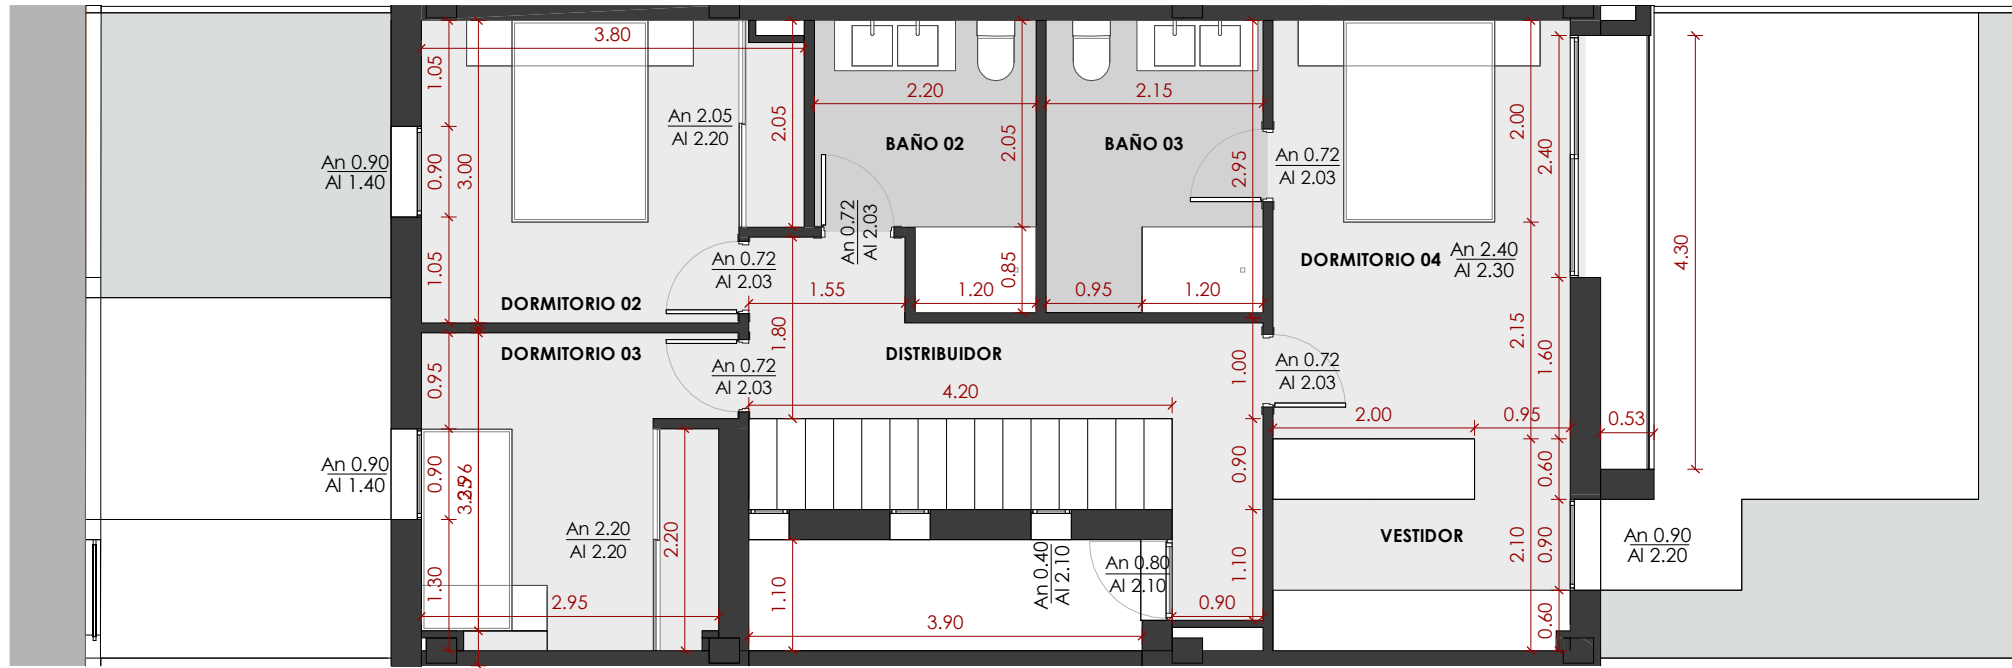 3.80
1.05
An 2.05
Al 2.20
2.05
2.20
2.15
2.05
BAÑO 02
BAÑO 03
2.95
2.00
2.40
An 0.90
Al 1.40
0.90
3.00
An 0.72
Al 2.03
An 0.72
Al 2.03
1.05
An 0.72
Al 2.03
DORMITORIO 04
An 2.40
Al 2.30
4.30
0.85
1.55
1.20
0.95
1.20
DORMITORIO 02
1.80
2.15
1.60
DORMITORIO 03
DISTRIBUIDOR
0.95
An 0.72
Al 2.03
1.00
An 0.72
Al 2.03
4.20
2.00
0.95
0.53
An 0.90
Al 1.40
0.90
0.90
0.60
An 2.20
Al 2.20
2.20
VESTIDOR
2.10
0.90
An 0.90
Al 2.20
1.30
2.95
1.10
An 0.40
Al 2.10
An 0.80
Al 2.10
1.10
3.90
0.90
0.60